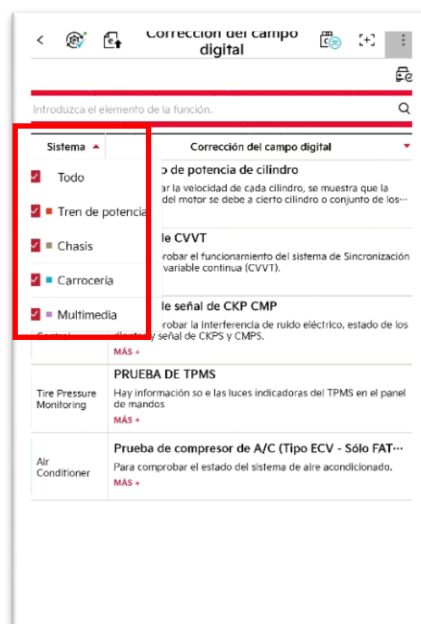 Corrección del campo
digital
Introduzca el elemento de la función.
Sistema
Corrección del campo digital
Todo
Tren de potencia
Chasis
Carrocería
Multimedia
o de potencia de cilindro
ar la velocidad de cada cilindro, se muestra que la
del motor se debe a cierto cilindro o conjunto de los···
de CVVT
robar el funcionamiento del sistema de Sincronización
variable continua (CVVT).
de señal de CKP CMP
robar la interferencia de ruido eléctrico, estado de los
y señal de CKPS y CMPS.
MÁS +
Tire Pressure
Monitoring
PRUEBA DE TPMS
Hay información so e las luces indicadoras del TPMS en el panel
de mandos
MÁS +
Air
Conditioner
Prueba de compresor de A/C (Tipo ECV - Sólo FAT···
Para comprobar el estado del sistema de aire acondicionado.
MÁS +